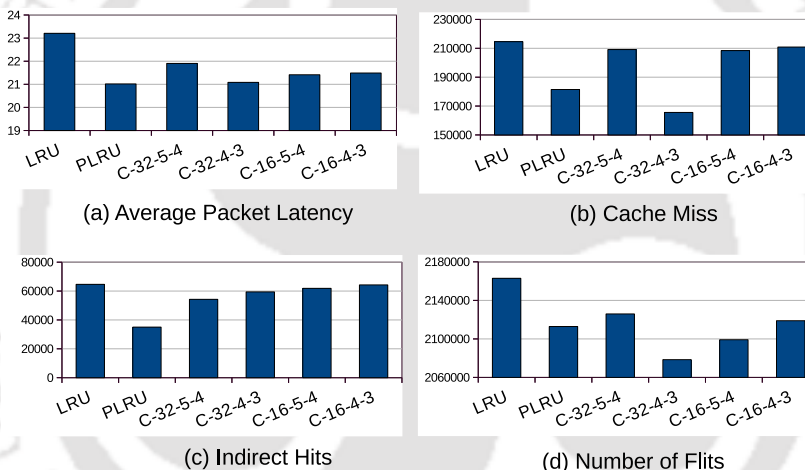 24
23
22
21
20
19
LRU
PLRU
C-32-5-4
C-32-4-3
C-16-5-4
C-16-4-3
(a) Average Packet Latency
230000
210000
190000
170000
150000
LRU
PLRU
C-32-5-4
C-32-4-3
C-16-5-4
C-16-4-3
(b) Cache Miss
80000
60000
40000
20000
0
LRU
PLRU
C-32-5-4
C-32-4-3
C-16-5-4
C-16-4-3
(c) Indirect Hits
2180000
2140000
2100000
2060000
LRU
PLRU
C-32-5-4
C-32-4-3
C-16-5-4
C-16-4-3
(d) Number of Flits